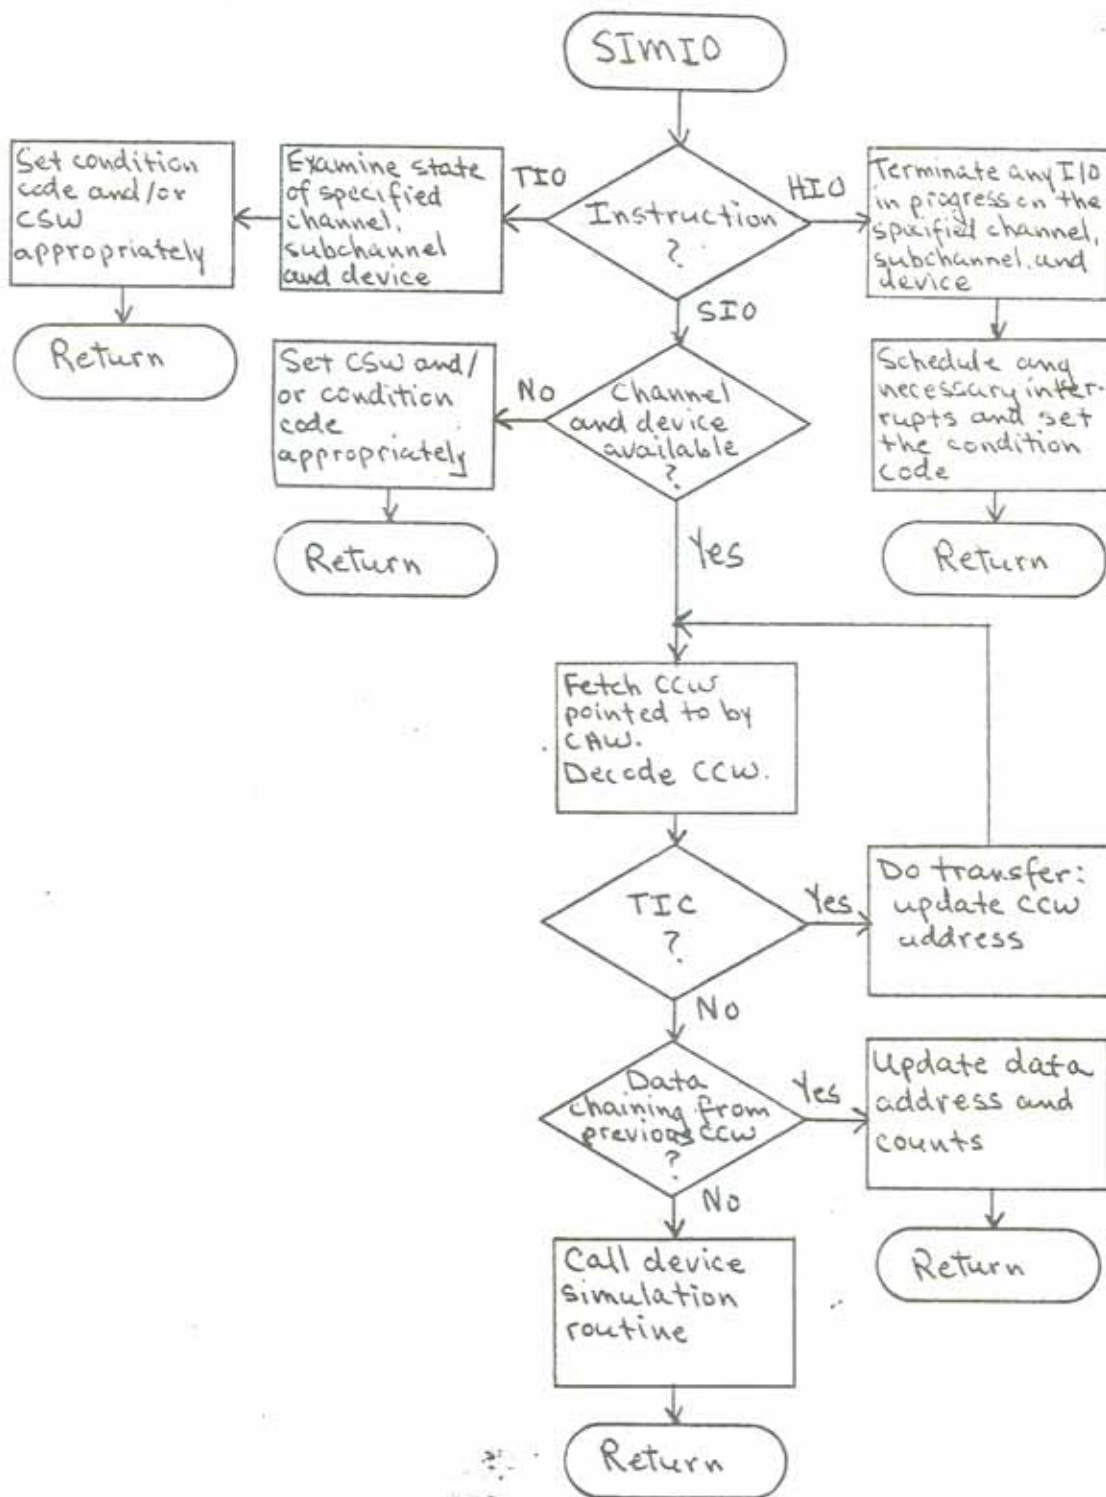 SIMIO
Set condition
code and/or
CSW
appropriately
Return
TIO
Examine state
of specified
channel,
subchannel
and device
Instruction
?
HIO
Terminate any I/O
in progress on the
spcified channel,
subchannel, and
device
Schedule any
necessary inter-
rupts and set
the condition
code
Return
SIO
Set CSW and/
or condition
code
appropriately
Return
NO
Channel
and device
available
?
Yes
Fetch CCW
pointed to by
CAW.
Decode CCW.
TIC
?
Yes
Do transfer:
update CCW
address
No
Data
chaining from
previous CCW
?
Yes
Update data
address and
counts
Return
No
Call device
simulation
routine
Return